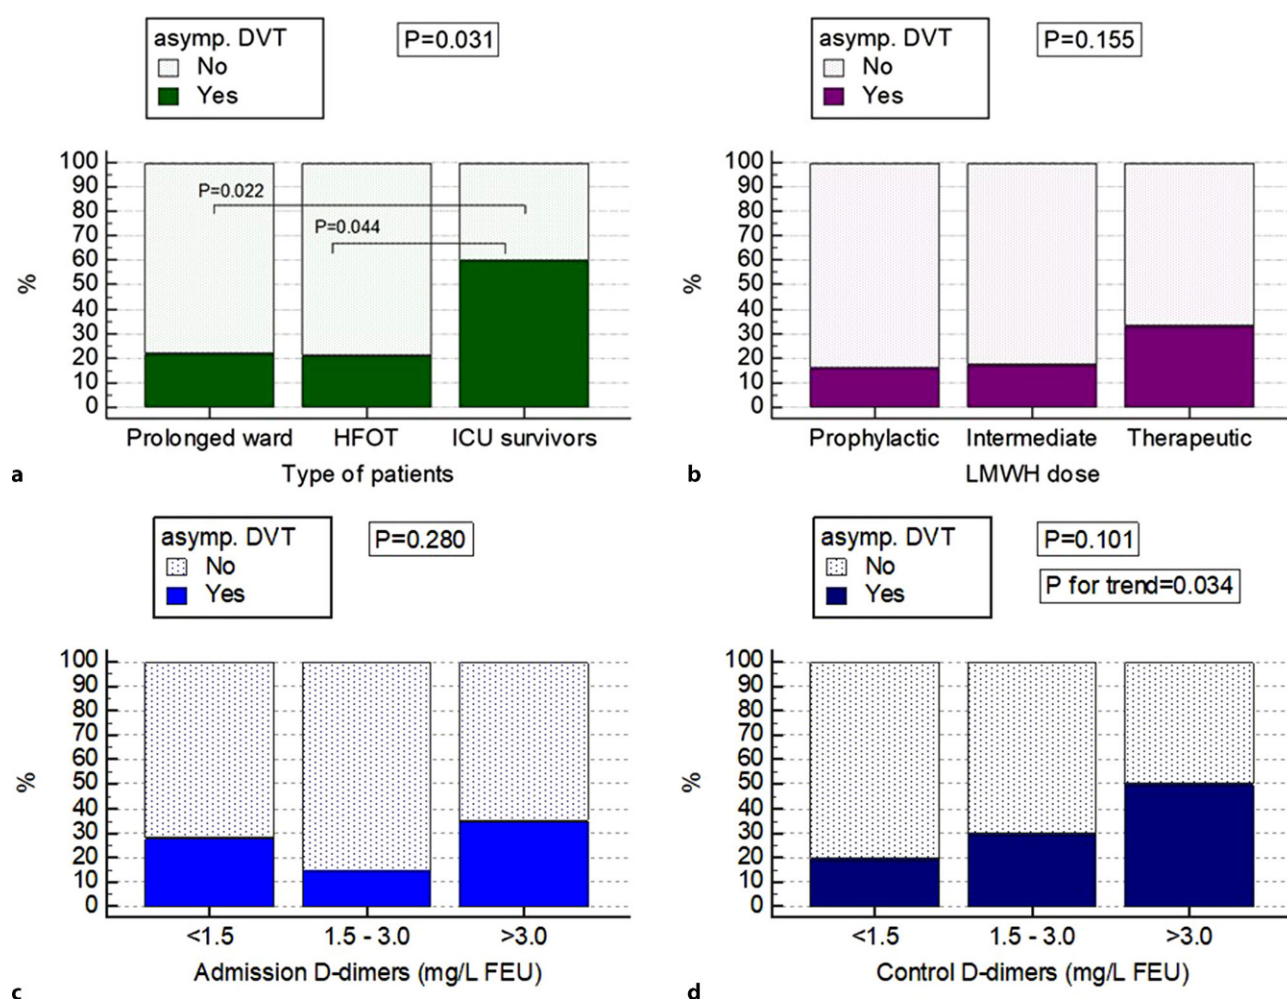 asymp. DVT
No
Yes
P=0.031
100
90
80
70
60
50
40
30
20
10
0
%
P=0.022
P=0.044
Prolonged ward HFOT ICU survivors
Type of patients
a
asymp. DVT
No
Yes
P=0.155
100
90
80
70
60
50
40
30
20
10
0
%
Prophylactic Intermediate Therapeutic
LMWH dose
b
asymp. DVT
No
Yes
P=0.280
100
90
80
70
60
50
40
30
20
10
0
%
<1.5 1.5 - 3.0 >3.0
Admission D-dimers (mg/L FEU)
c
asymp. DVT
No
Yes
P=0.101
P for trend=0.034
100
90
80
70
60
50
40
30
20
10
0
%
<1.5 1.5 - 3.0 >3.0
Control D-dimers (mg/L FEU)
d